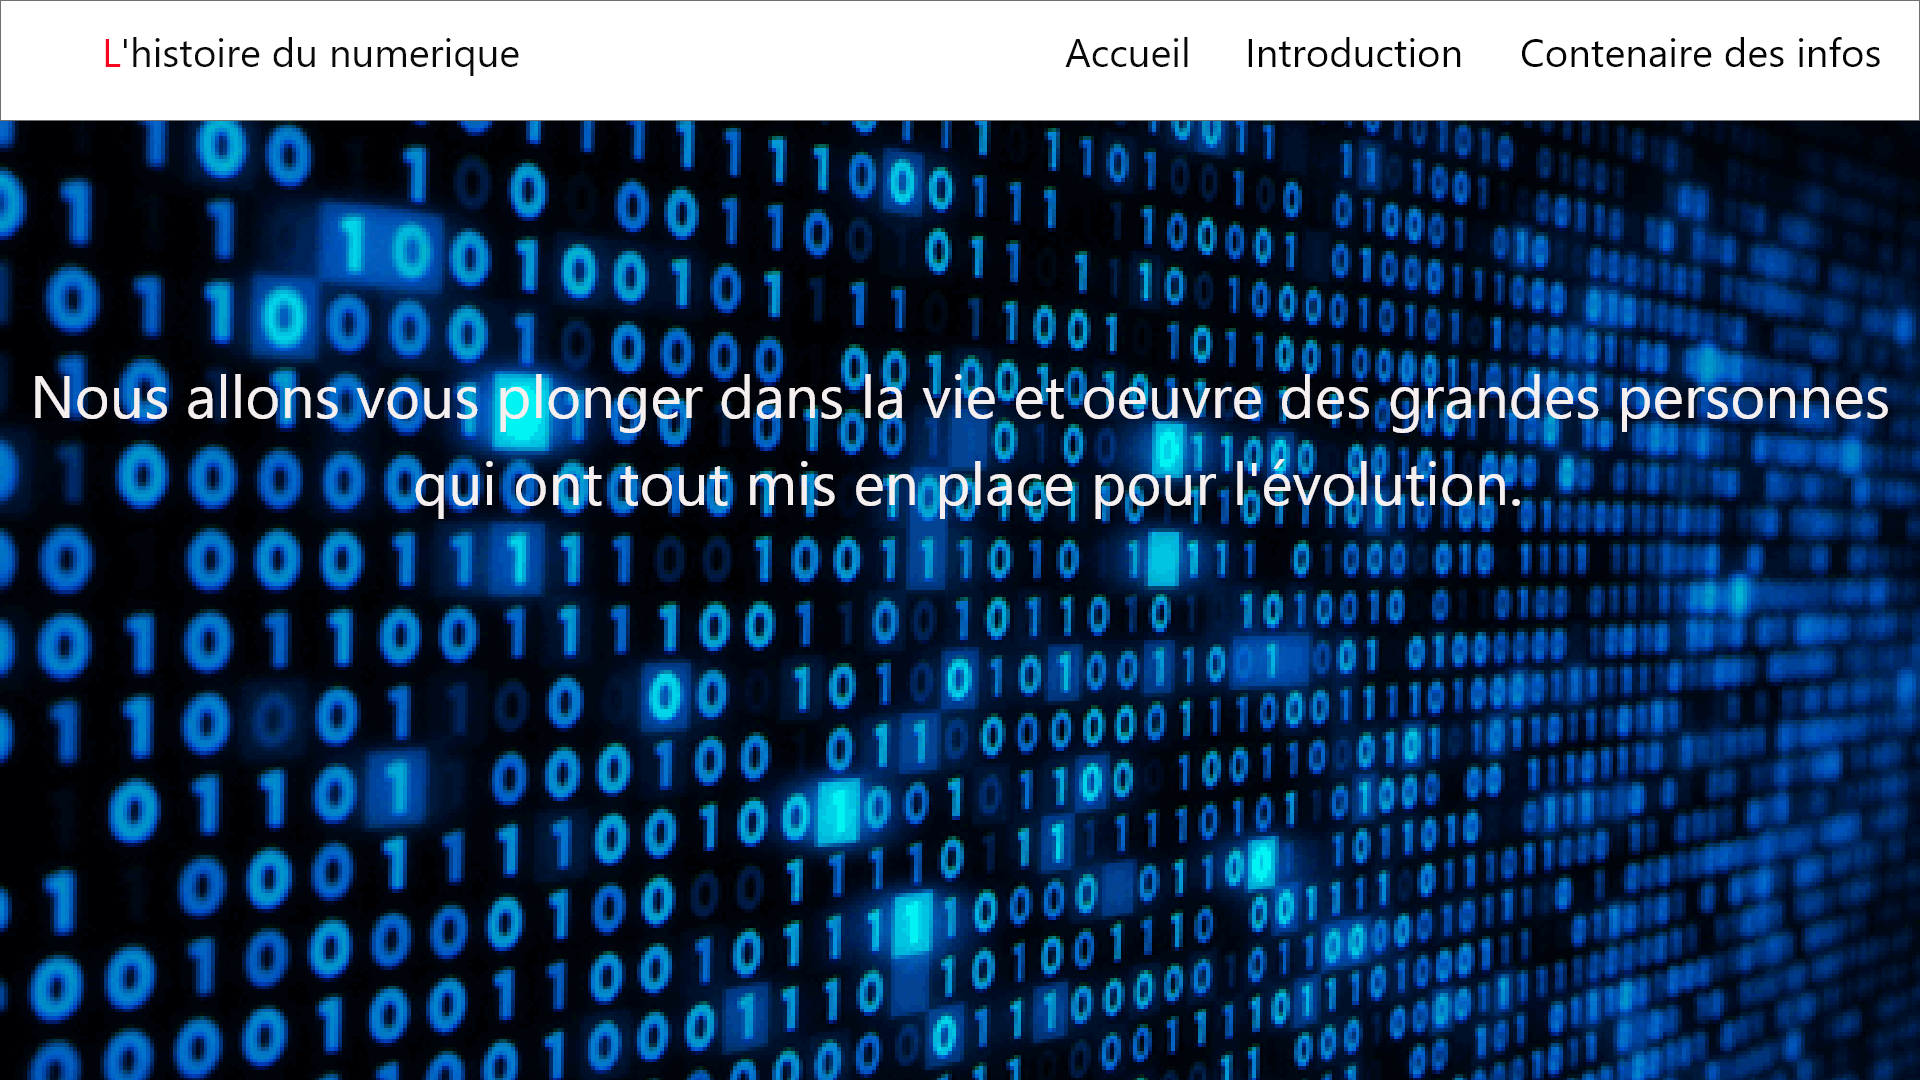 L'histoire du numerique
Accueil Introduction Contenaire des infos
Nous allons vous plonger dans la vie et oeuvre des grandes personnes
qui ont tout mis en place pour l'évolution.